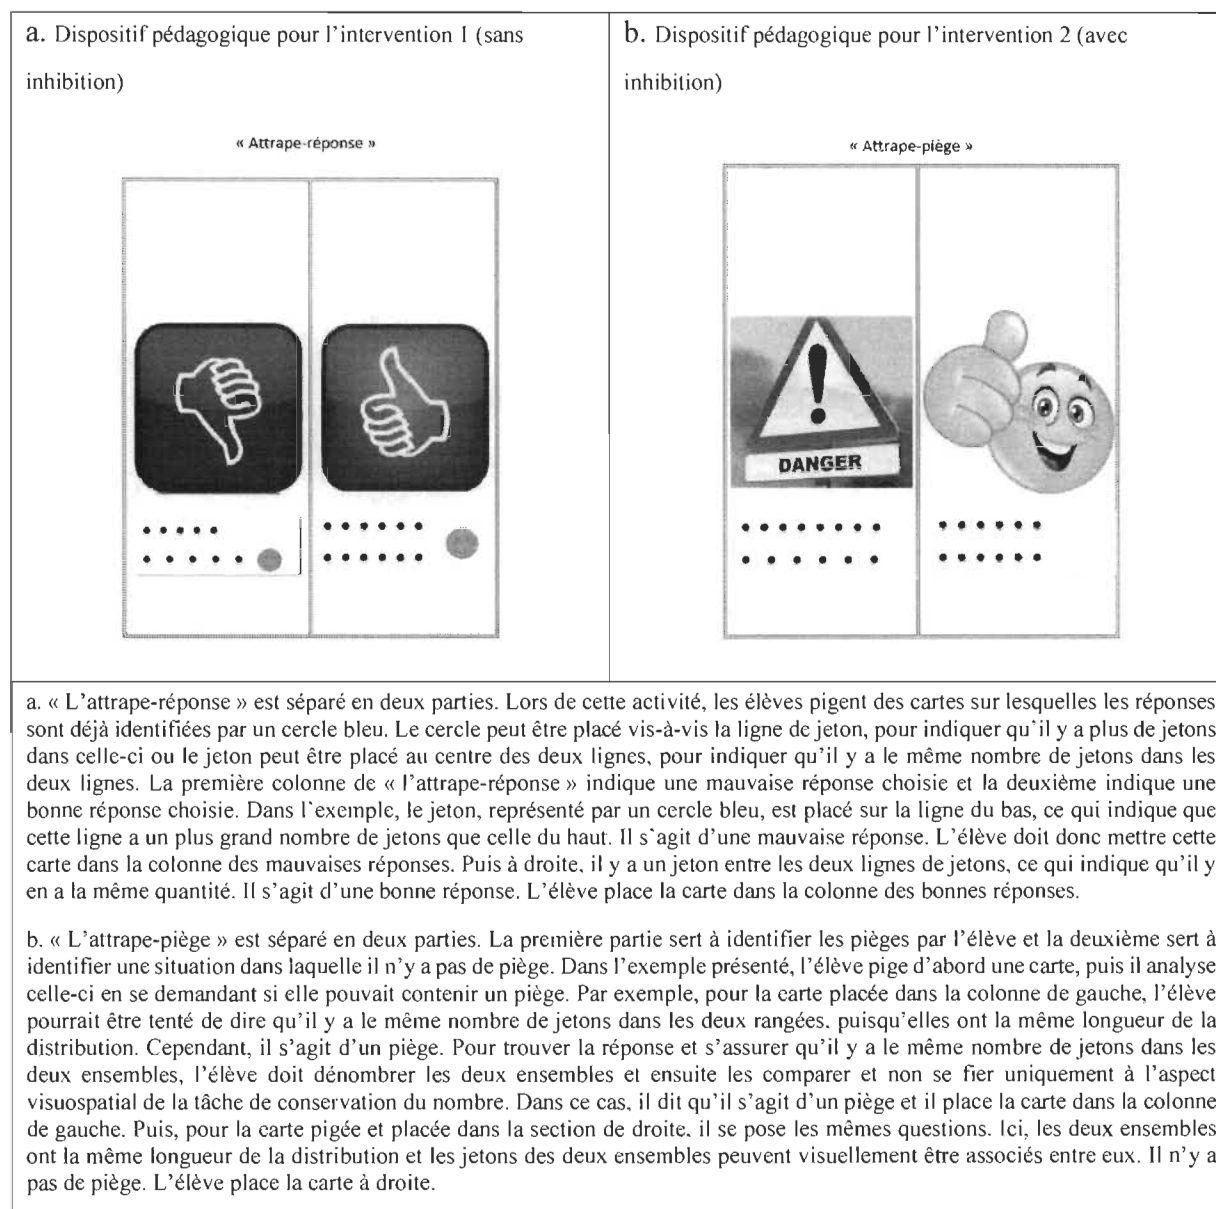 a. Dispositif pédagogique pour l'intervention 1 (sans
inhibition)
« Attrape-réponse »
b. Dispositif pédagogique pour l'intervention 2 (avec
inhibition)
« Attrape-piège »
DANGER
a. « L'attrape-réponse » est séparé en deux parties. Lors de cette activité, les élèves pigent des cartes sur lesquelles les réponses
sont déjà identifiées par un cercle bleu. Le cercle peut être placé vis-à-vis la ligne de jeton, pour indiquer qu'il y a plus de jetons
dans celle-ci ou le jeton peut être placé au centre des deux lignes, pour indiquer qu'il y a le même nombre de jetons dans les
deux lignes. La première colonne de « l'attrape-réponse » indique une mauvaise réponse choisie et la deuxième indique une
bonne réponse choisie. Dans l'exemple, le jeton, représenté par un cercle bleu, est placé sur la ligne du bas, ce qui indique que
cette ligne a un plus grand nombre de jetons que celle du haut. Il s'agit d'une mauvaise réponse. L'élève doit donc mettre cette
carte dans la colonne des mauvaises réponses. Puis à droite, il y a un jeton entre les deux lignes de jetons, ce qui indique qu'il y
en a la même quantité. Il s'agit d'une bonne réponse. L'élève place la carte dans la colonne des bonnes réponses.
b. « L'attrape-piège » est séparé en deux parties. La première partie sert à identifier les pièges par l'élève et la deuxième sert à
identifier une situation dans laquelle il n'y a pas de piège. Dans l'exemple présenté, l'élève pige d'abord une carte, puis il analyse
celle-ci en se demandant si elle pouvait contenir un piège. Par exemple, pour la carte placée dans la colonne de gauche, l'élève
pourrait être tenté de dire qu'il y a le même nombre de jetons dans les deux rangées, puisqu'elles ont la même longueur de la
distribution. Cependant, il s'agit d'un piège. Pour trouver la réponse et s'assurer qu'il y a le même nombre de jetons dans les
deux ensembles, l'élève doit dénombrer les deux ensembles et ensuite les comparer et non se fier uniquement à l'aspect
visuospatial de la tâche de conservation du nombre. Dans ce cas, il dit qu'il s'agit d'un piège et il place la carte dans la colonne
de gauche. Puis, pour la carte pigée et placée dans la section de droite, il se pose les mêmes questions. Ici, les deux ensembles
ont la même longueur de la distribution et les jetons des deux ensembles peuvent visuellement être associés entre eux. Il n'y a
pas de piège. L'élève place la carte à droite.